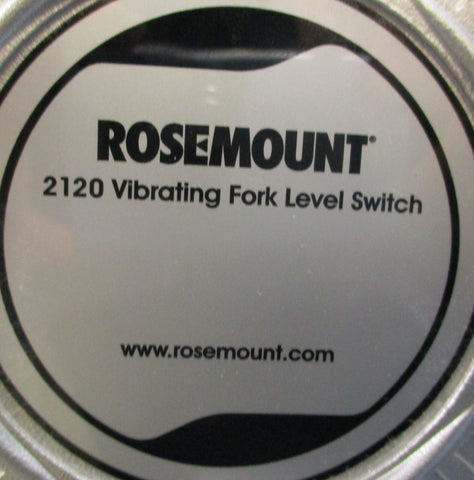 ROSEMOUNT®
2120 Vibrating Fork Level Switch
www.rosemount.com